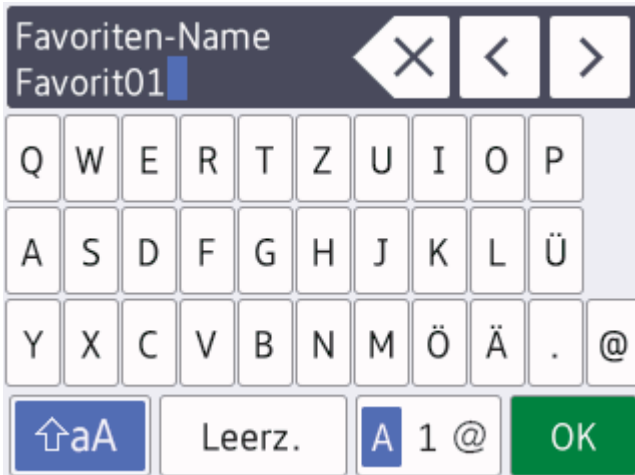 Favoriten-Name
Favorit01
Q W E R T Z U I O P
A S D F G H J K L Ü
Y X C V B N M Ö Ä . @
aA Leerz. A 1 @ OK